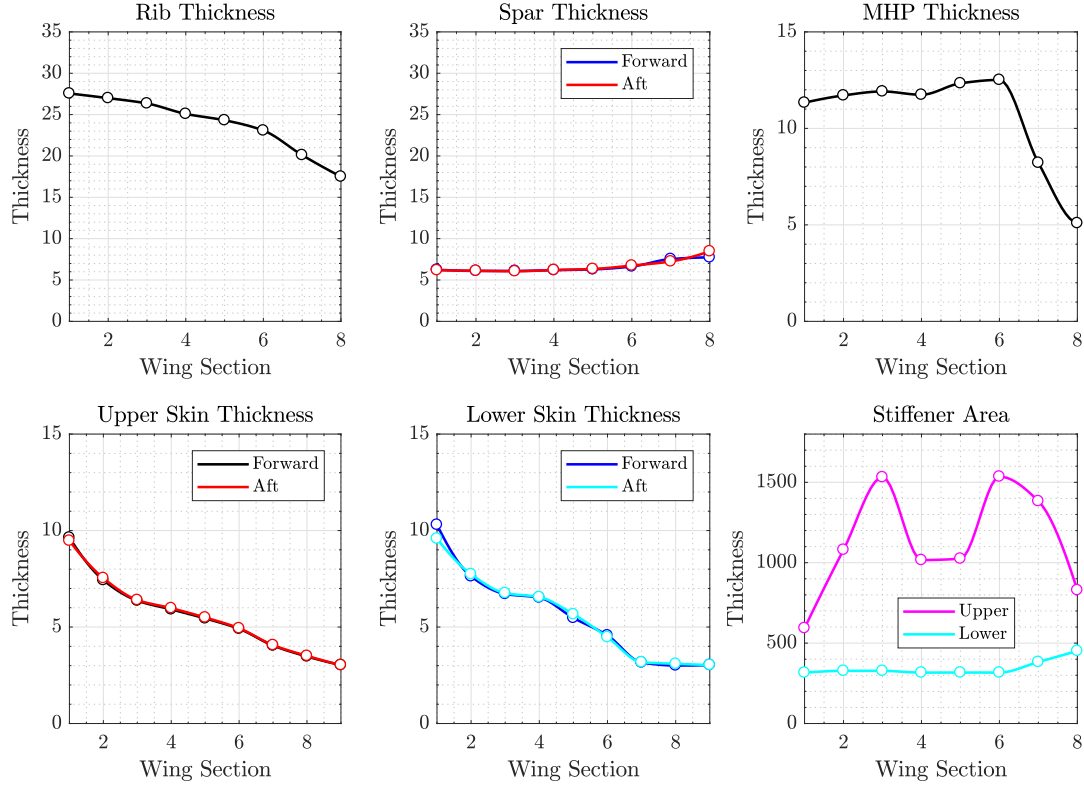 Rib Thickness
Thickness
35
30
25
20
15
10
5
0
2
4
6
8
Wing Section
Spar Thickness
Thickness
35
30
25
20
15
10
5
0
2
4
6
8
Wing Section
Forward
Aft
MHP Thickness
Thickness
15
10
5
0
2
4
6
8
Wing Section
Upper Skin Thickness
Thickness
15
10
5
0
2
4
6
8
Wing Section
Forward
Aft
Lower Skin Thickness
Thickness
15
10
5
0
2
4
6
8
Wing Section
Forward
Aft
Stiffener Area
Thickness
1500
1000
500
0
2
4
6
8
Wing Section
Upper
Lower